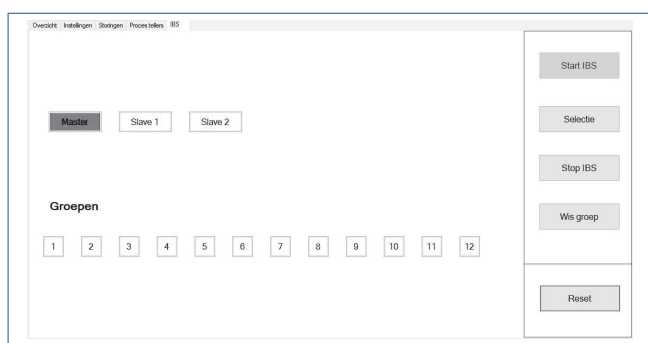 Overzicht Instellingen Storingen Proces tellers IBS
Start IBS
Master Slave 1 Slave 2
Selectie
Stop IBS
Groepen
Wis groep
1 2 3 4 5 6 7 8 9 10 11 12
Reset